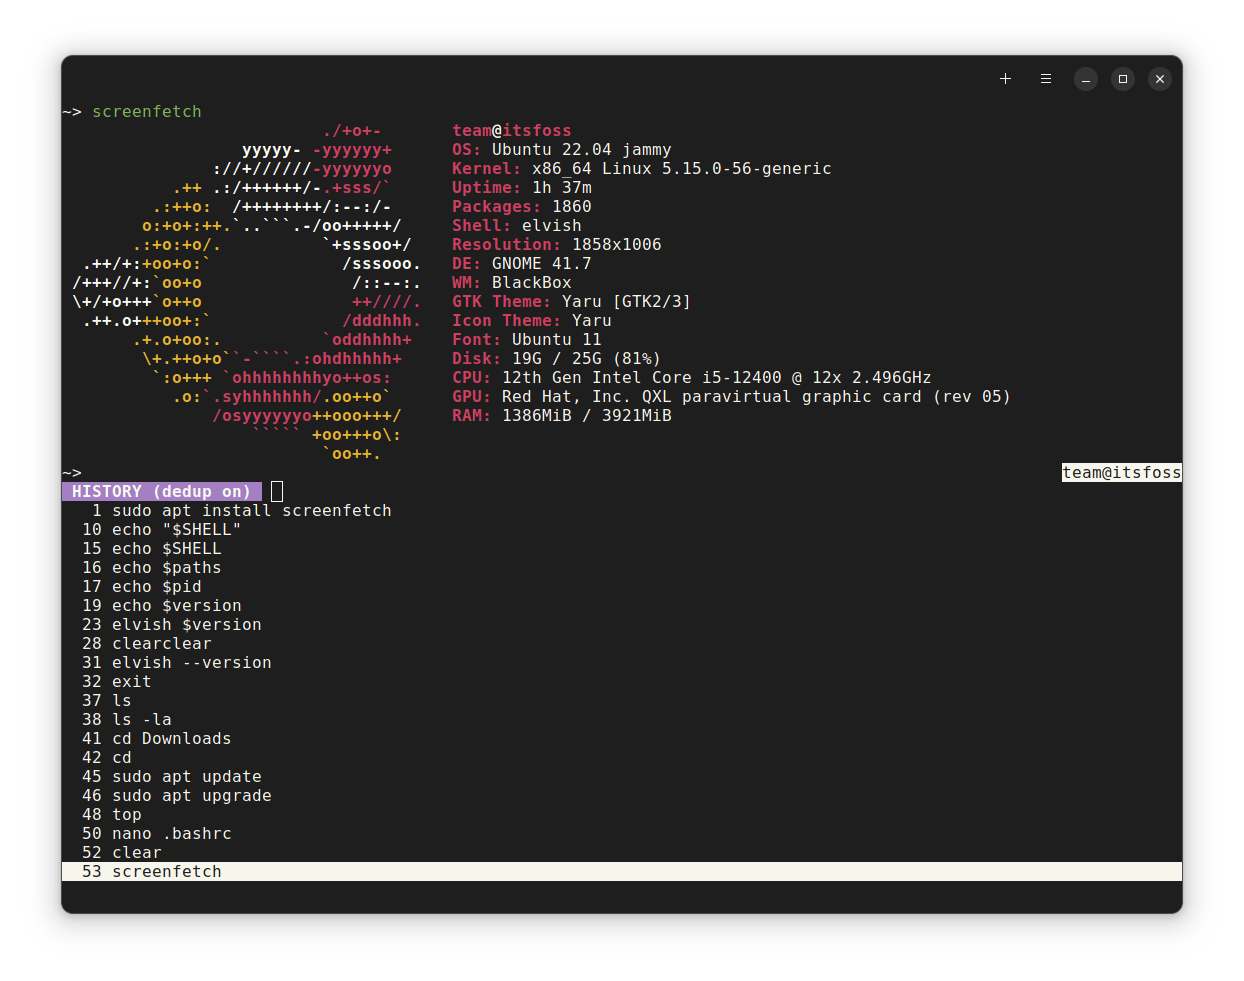 ~> screenfetch
                          ./+o+-       team@itsfoss
                  yyyyy- -yyyyyy+      OS: Ubuntu 22.04 jammy
               ://+//////-yyyyyyo      Kernel: x86_64 Linux 5.15.0-56-generic
           .++ .:/++++++/-.+sss/`      Uptime: 1h 37m
         .:++o:  /++++++++/:--:/-      Packages: 1860
        o:+o+:++.`..```.-/oo+++++/     Shell: elvish
       .:+o:+o/.          `+sssoo+/    Resolution: 1858x1006
  .++/+:+oo+o:`             /sssooo.   DE: GNOME 41.7
 /+++//+:`oo+o               /::--:.   WM: BlackBox
 \+/+o+++`o++o               ++////.   GTK Theme: Yaru [GTK2/3]
  .++.o+++oo+:`             /dddhhh.   Icon Theme: Yaru
       .+.o+oo:.          `oddhhhh+    Font: Ubuntu 11
        \+.++o+o``-````.:ohdhhhhh+     Disk: 19G / 25G (81%)
         `:o+++ `ohhhhhhhhyo++os:      CPU: 12th Gen Intel Core i5-12400 @ 12x 2.496GHz
           .o:`.syhhhhhhh/.oo++o`      GPU: Red Hat, Inc. QXL paravirtual graphic card (rev 05)
               /osyyyyyyo++ooo+++/     RAM: 1386MiB / 3921MiB
                   ````` +oo+++o\:
                          `oo++.
~> team@itsfoss
HISTORY (dedup on)
1 sudo apt install screenfetch
10 echo "$SHELL"
15 echo $SHELL
16 echo $paths
17 echo $pid
19 echo $version
23 elvish $version
28 clearclear
31 elvish --version
32 exit
37 ls
38 ls -la
41 cd Downloads
42 cd
45 sudo apt update
46 sudo apt upgrade
48 top
50 nano .bashrc
52 clear
53 screenfetch